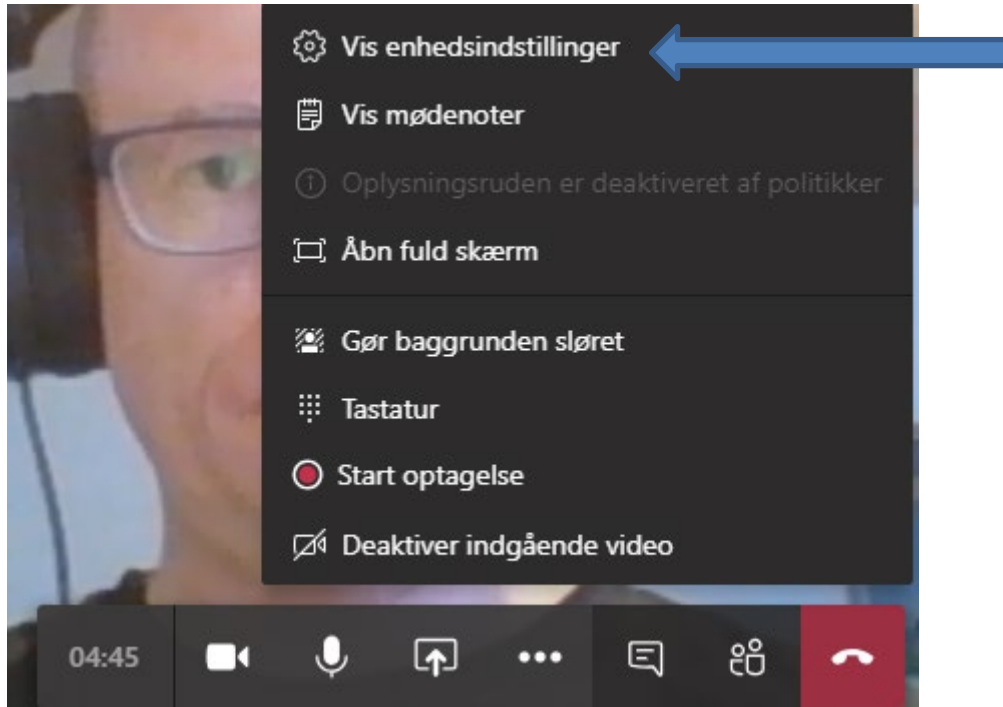 Vis enhedsindstillinger
Vis mødenoter
Oplysningsruden er deaktiveret af politikker
Åbn fuld skærm
Gør baggrunden sløret
Tastatur
Start optagelse
Deaktiver indgående video
04:45